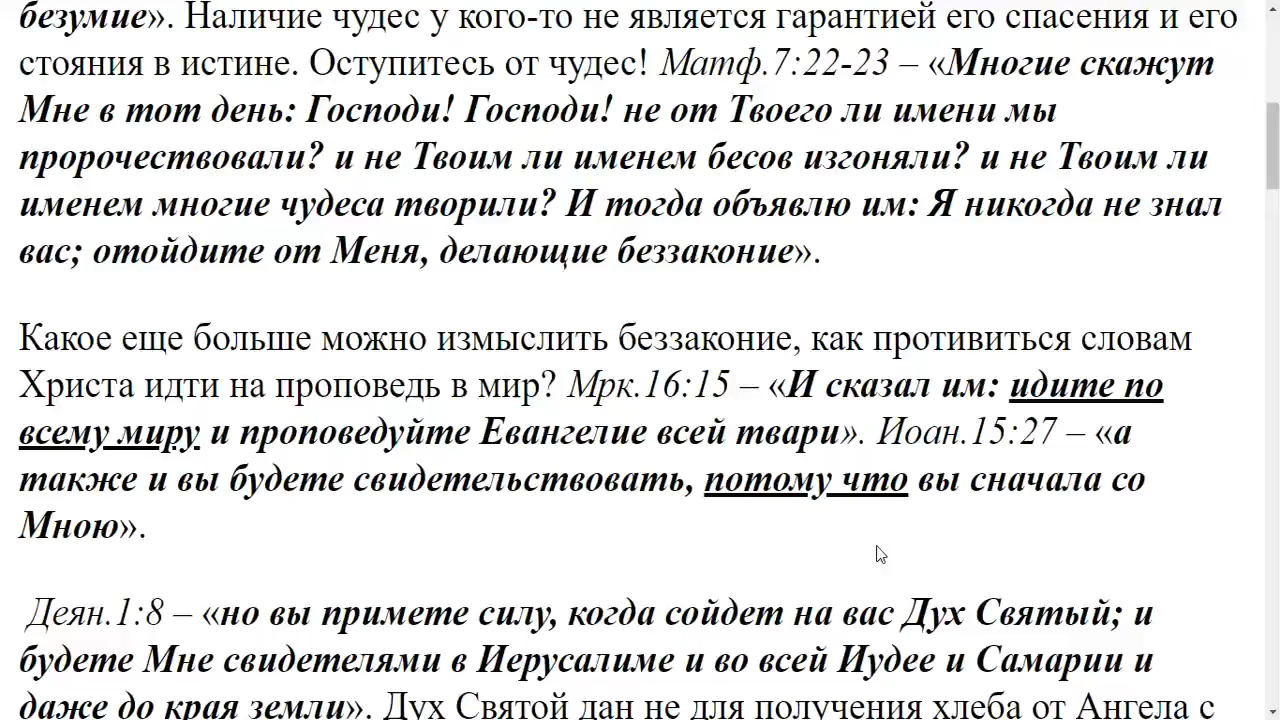 безумие». Наличие чудес у кого-то не является гарантией его спасения и его
стояния в истине. Оступитесь от чудес! Матф.7:22-23 – «Многие скажут
Мне в тот день: Господи! Господи! не от Твоего ли имени мы
пророчествовали? и не Твоим ли именем бесов изгоняли? и не Твоим ли
именем многие чудеса творили? И тогда объявлю им: Я никогда не знал
вас; отойдите от Меня, делающие беззаконие».
Какое еще больше можно измыслить беззаконие, как противиться словам
Христа идти на проповедь в мир? Мрк.16:15 – «И сказал им: идите по
всему миру и проповедуйте Евангелие всей твари». Иоан.15:27 – «а
также и вы будете свидетельствовать, потому что вы сначала со
Мною».
Деян.1:8 – «но вы примете силу, когда сойдет на вас Дух Святый; и
будете Мне свидетелями в Иерусалиме и во всей Иудее и Самарии и
даже до края земли». Дух Святой дан не для получения хлеба от Ангела с